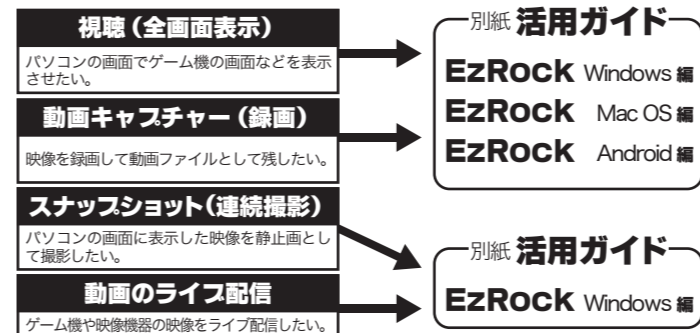 視聴（全画面表示）
パソコンの画面でゲーム機の画面などを表示
させたい。
動画キャプチャー（録画）
映像を録画して動画ファイルとして残したい。
スナップショット（連続撮影）
パソコンの画面に表示した映像を静止画とし
て撮影したい。
動画のライブ配信
ゲーム機や映像機器の映像をライブ配信したい。
別紙 活用ガイド
EzRock Windows 編
EzRock Mac OS 編
EzRock Android 編
別紙 活用ガイド
EzRock Windows 編